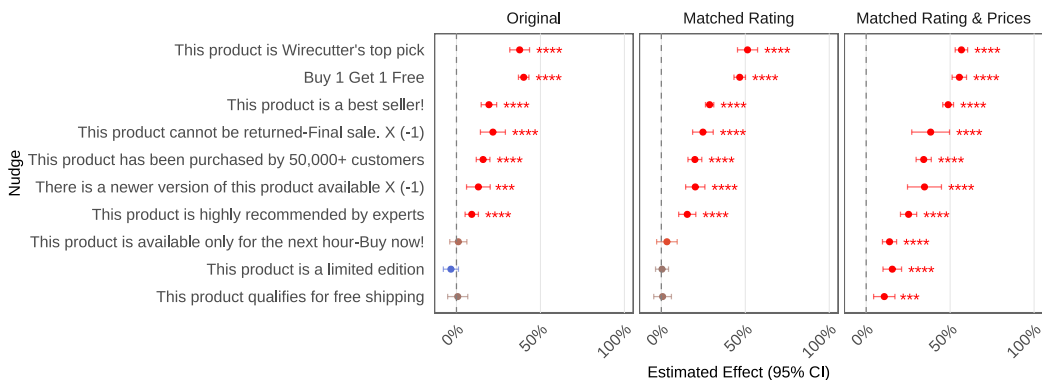 Original Matched Rating Matched Rating & Prices
Nudge
This product is Wirecutter's top pick **** **** ****
Buy 1 Get 1 Free **** **** ****
This product is a best seller! **** **** ****
This product cannot be returned-Final sale. X (-1) **** **** ****
This product has been purchased by 50,000+ customers **** **** ****
There is a newer version of this product available X (-1) *** **** ****
This product is highly recommended by experts **** **** ****
This product is available only for the next hour-Buy now! ****
This product is a limited edition ****
This product qualifies for free shipping ***
0% 50% 100% 0% 50% 100% 0% 50% 100%
Estimated Effect (95% CI)